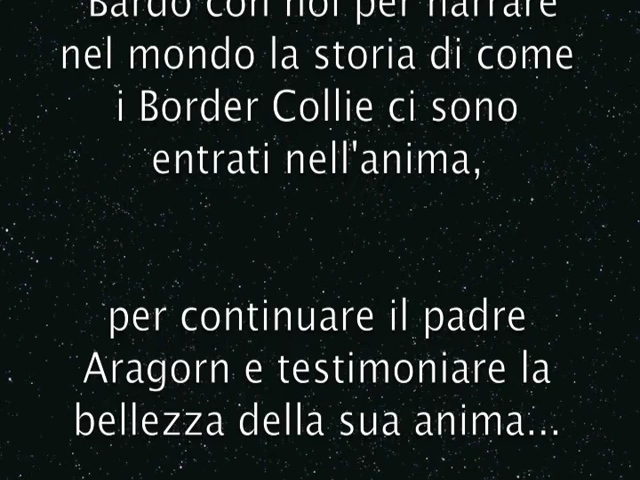 Bardo con noi per narrare
nel mondo la storia di come
i Border Collie ci sono
entrati nell'anima,
per continuare il padre
Aragorn e testimoniare la
bellezza della sua anima...